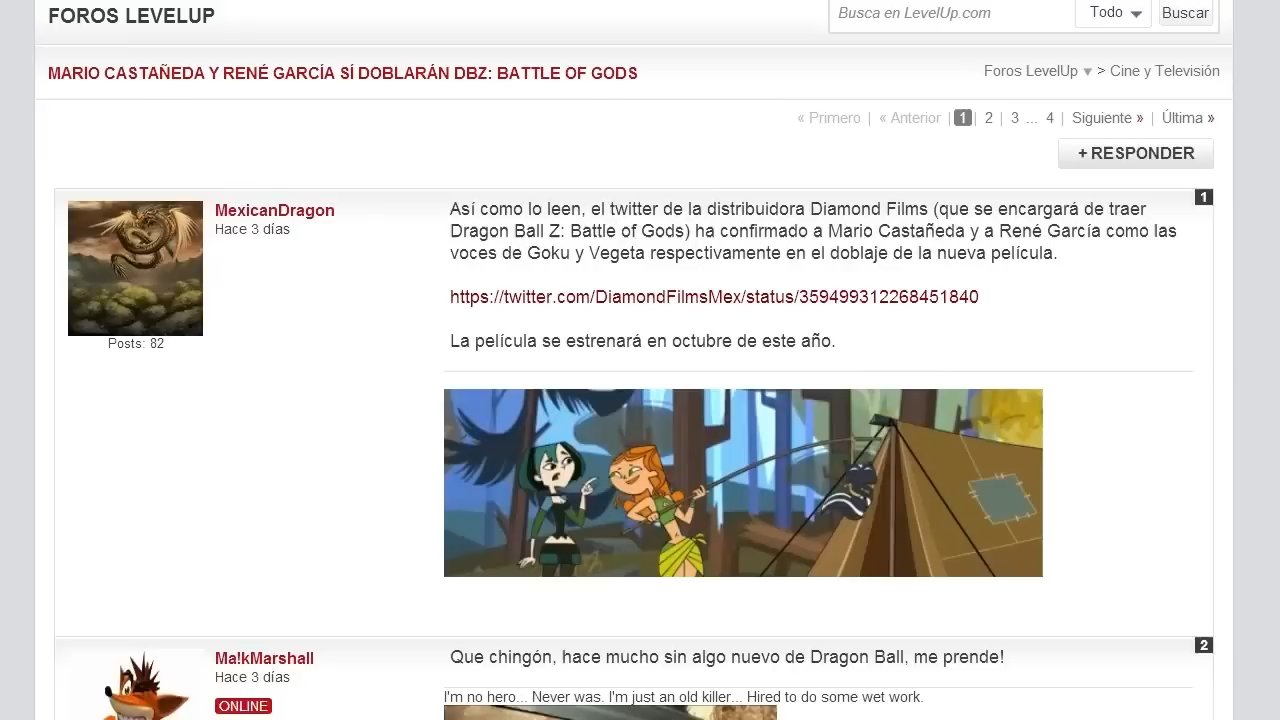 FOROS LEVELUP
Busca en LevelUp.com
Todo
Buscar
MARIO CASTAÑEDA Y RENÉ GARCÍA SÍ DOBLARÁN DBZ: BATTLE OF GODS
Foros LevelUp ▼ > Cine y Televisión
« Primero | « Anterior | 1 | 2 | 3 ... 4 | Siguiente » | Última »
+ RESPONDER
1
MexicanDragon
Hace 3 días
Posts: 82
Así como lo leen, el twitter de la distribuidora Diamond Films (que se encargará de traer
Dragon Ball Z: Battle of Gods) ha confirmado a Mario Castañeda y a René García como las
voces de Goku y Vegeta respectivamente en el doblaje de la nueva película.
https://twitter.com/DiamondFilmsMex/status/359499312268451840
La película se estrenará en octubre de este año.
2
Ma!kMarshall
Hace 3 días
ONLINE
Que chingón, hace mucho sin algo nuevo de Dragon Ball, me prende!
I'm no hero... Never was. I'm just an old killer... Hired to do some wet work.